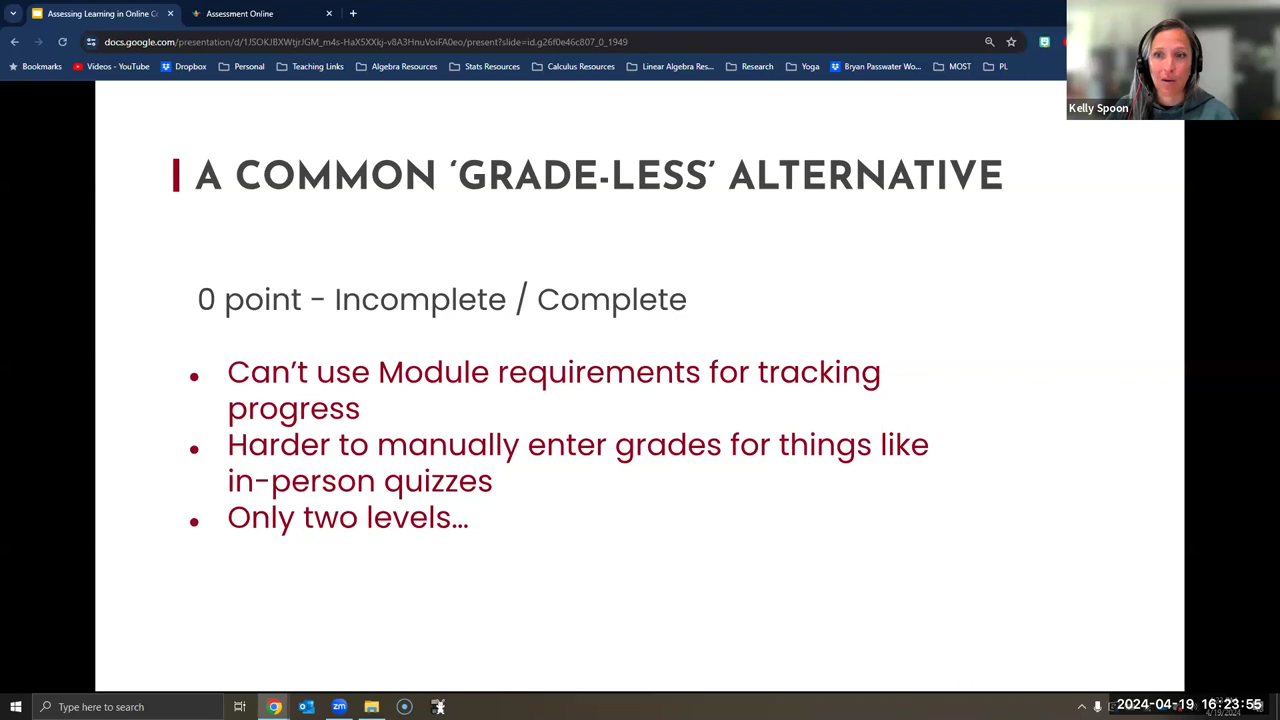 Assessing Learning in Online Co
Assessment Online
docs.google.com/presentation/d/1JSOKJBXWtjrJGM_m4s-HaX5XXkj-v8A3HnuVoiFA0eo/present?slide=id.g26f0e46c807_0_1949
Bookmarks
Videos - YouTube
Dropbox
Personal
Teaching Links
Algebra Resources
Stats Resources
Calculus Resources
Linear Algebra Res...
Research
Yoga
Bryan Passwater Wo...
MOST
PL
Kelly Spoon
A COMMON ‘GRADE-LESS’ ALTERNATIVE
0 point - Incomplete / Complete
• Can’t use Module requirements for tracking
progress
• Harder to manually enter grades for things like
in-person quizzes
• Only two levels…
Type here to search
zm
2024-04-19 16:23:55